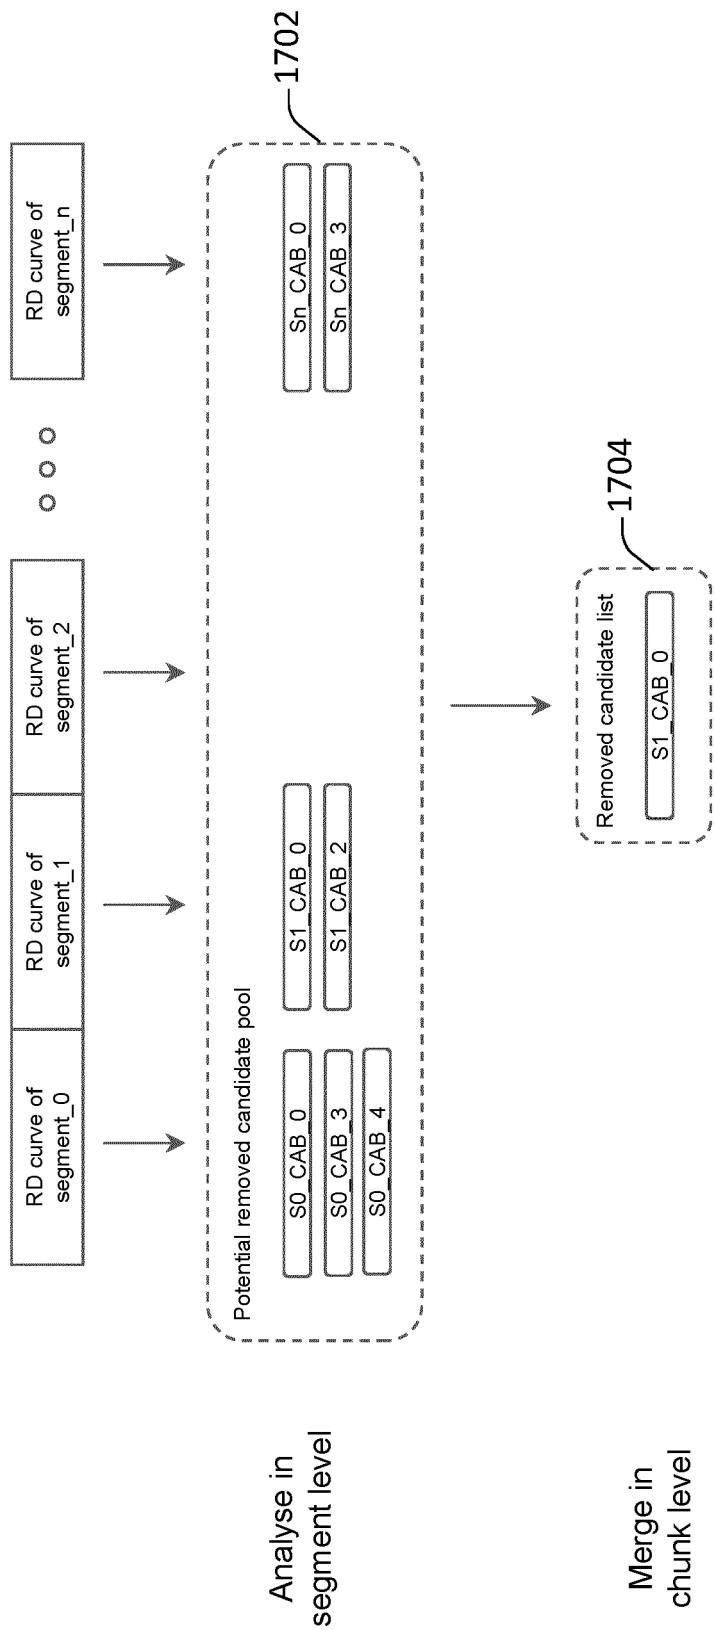 RD curve of
segment_0
RD curve of
segment_1
RD curve of
segment_2
RD curve of
segment_n
Analyse in
segment level
Potential removed candidate pool
S0_CAB_0
S0_CAB_3
S0_CAB_4
S1_CAB_0
S1_CAB_2
Sn_CAB_0
Sn_CAB_3
1702
Merge in
chunk level
Removed candidate list
S1_CAB_0
1704